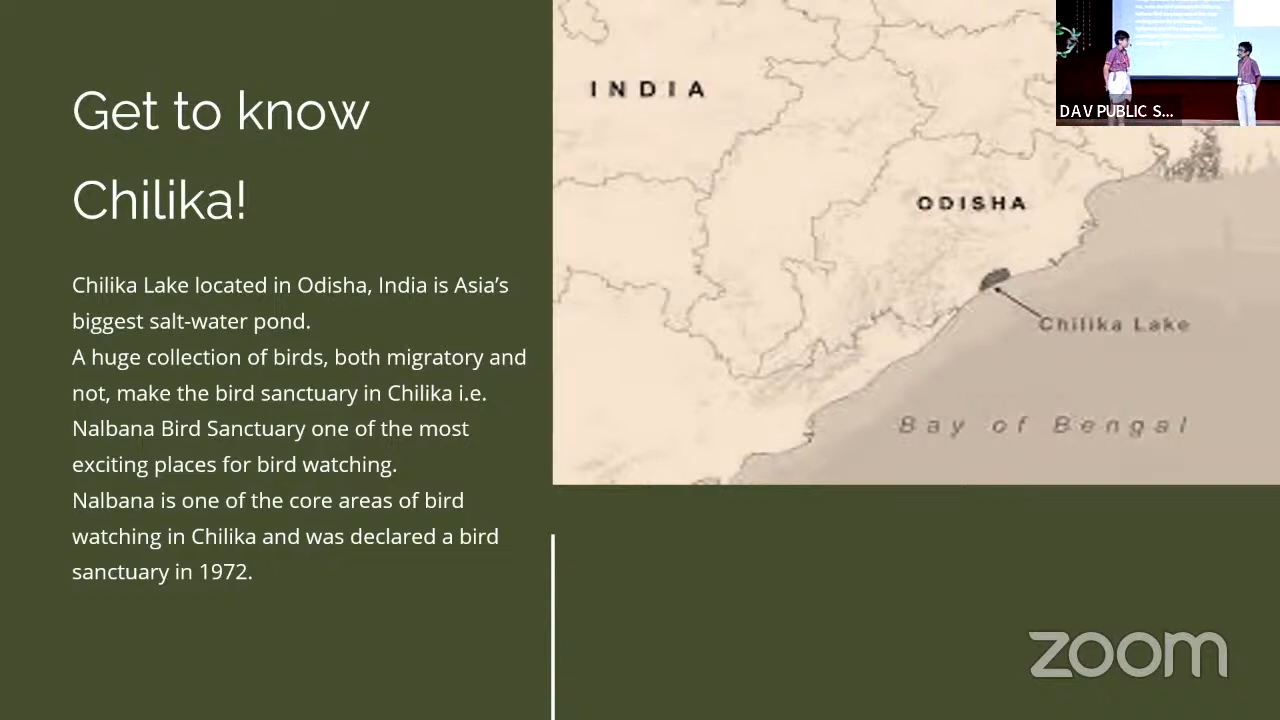 Get to know
Chilika!
Chilika Lake located in Odisha, India is Asia’s
biggest salt-water pond.
A huge collection of birds, both migratory and
not, make the bird sanctuary in Chilika i.e.
Nalbana Bird Sanctuary one of the most
exciting places for bird watching.
Nalbana is one of the core areas of bird
watching in Chilika and was declared a bird
sanctuary in 1972.
INDIA
ODISHA
Chilika Lake
Bay of Bengal
DAV PUBLIC S...
zoom